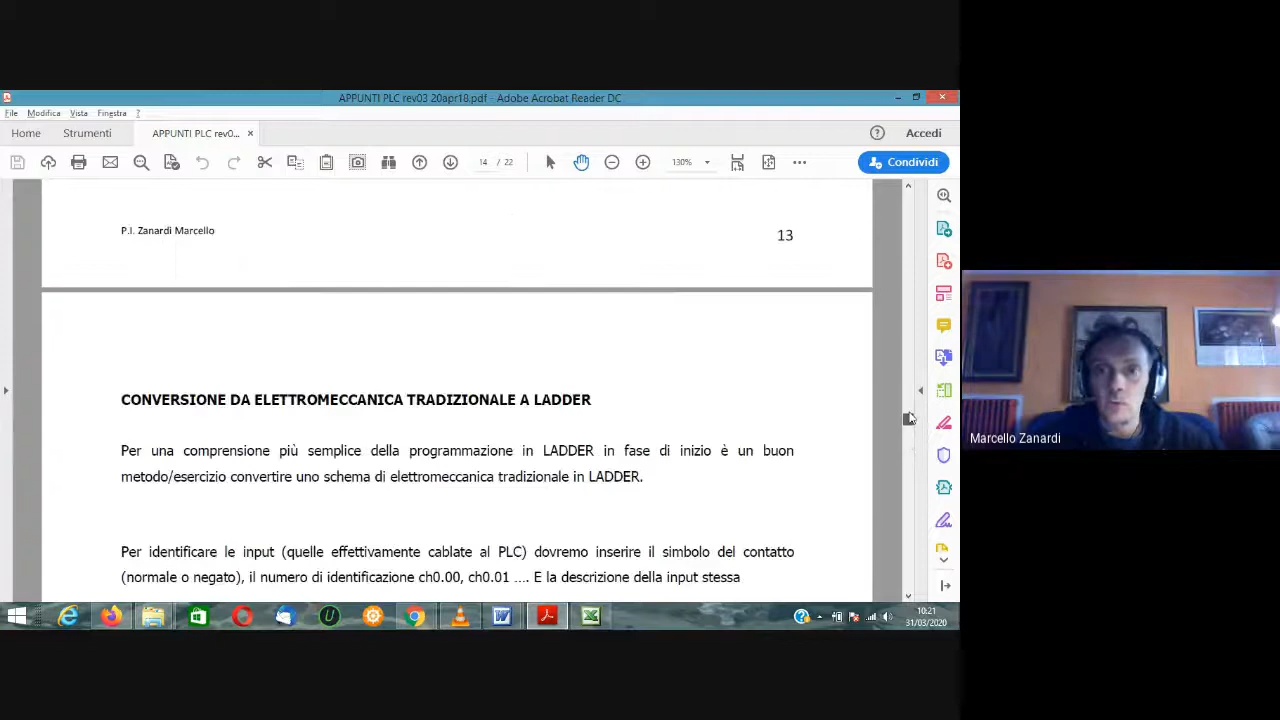 APPUNTI PLC rev03 20apr18.pdf - Adobe Acrobat Reader DC
File Modifica Vista Finestra ?
Home Strumenti APPUNTI PLC rev0... × Accedi
14 / 22 130% Condividi
P.I. Zanardi Marcello 13
CONVERSIONE DA ELETTROMECCANICA TRADIZIONALE A LADDER
Per una comprensione più semplice della programmazione in LADDER in fase di inizio è un buon
metodo/esercizio convertire uno schema di elettromeccanica tradizionale in LADDER.
Per identificare le input (quelle effettivamente cablate al PLC) dovremo inserire il simbolo del contatto
(normale o negato), il numero di identificazione ch0.00, ch0.01 .... E la descrizione della input stessa
Marcello Zanardi
10:21
31/03/2020